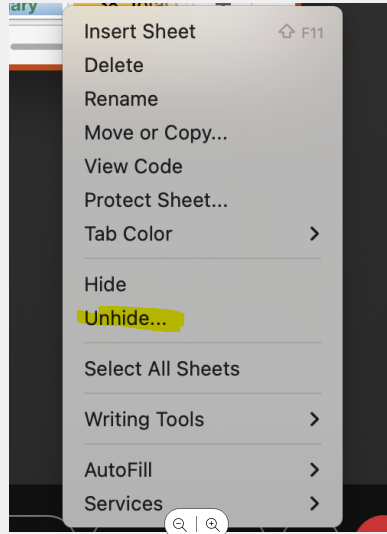 ary
Insert Sheet ⇧ F11
Delete
Rename
Move or Copy...
View Code
Protect Sheet...
Tab Color
Hide
Unhide...
Select All Sheets
Writing Tools
AutoFill
Services